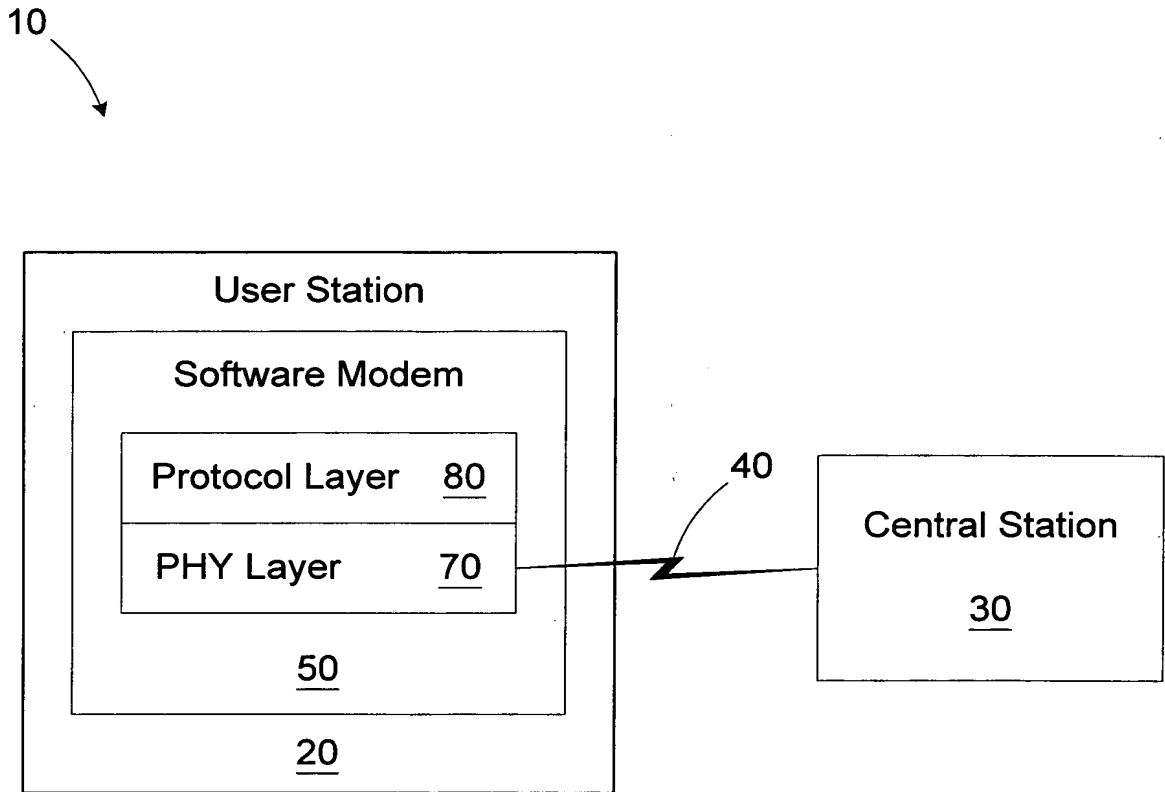 10
User Station
Software Modem
Protocol Layer 80
PHY Layer 70
50
20
40
Central Station
30